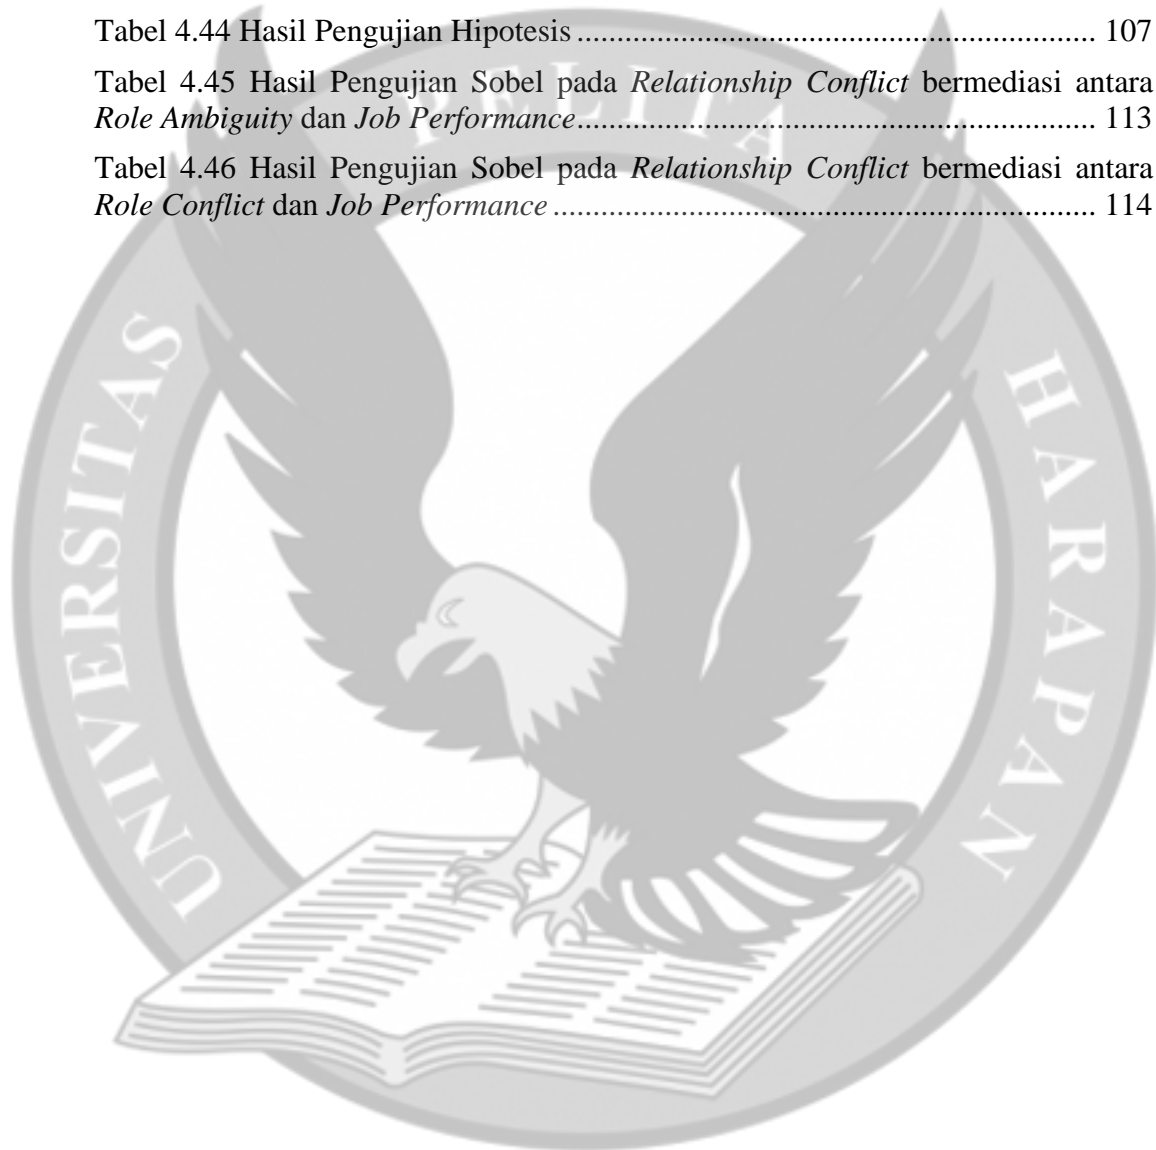 Tabel 4.44 Hasil Pengujian Hipotesis .................................................................. 107
Tabel 4.45 Hasil Pengujian Sobel pada Relationship Conflict bermediasi antara
Role Ambiguity dan Job Performance.................................................................. 113
Tabel 4.46 Hasil Pengujian Sobel pada Relationship Conflict bermediasi antara
Role Conflict dan Job Performance ..................................................................... 114
UNIVERSITAS PELITA HARAPAN